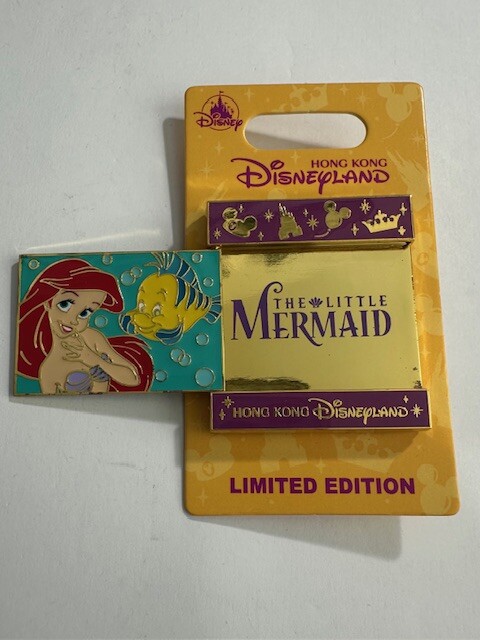 Disney
HONG KONG
DISNEYLAND
THE LITTLE
MERMAID
HONG KONG DISNEYLAND
LIMITED EDITION